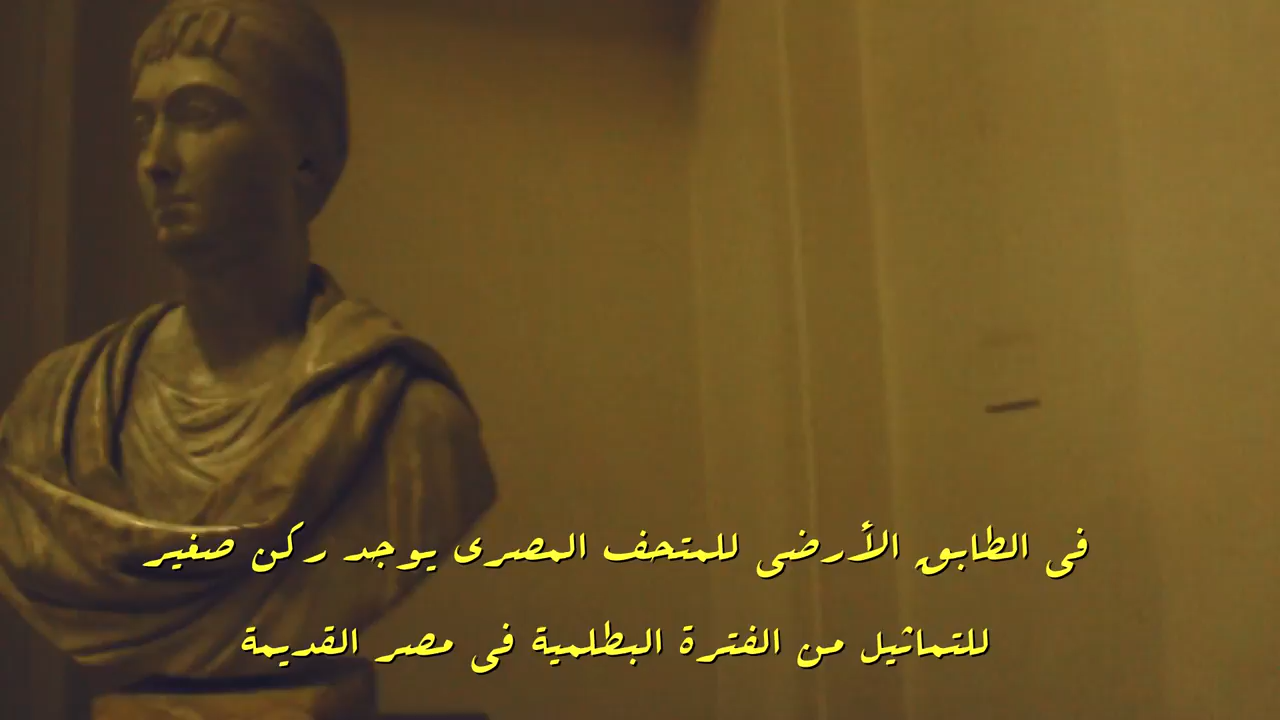 فى الطابق الأرضى للمتحف المصرى يوجد ركن صغير
للتماثيل من الفترة البطلمية فى مصر القديمة